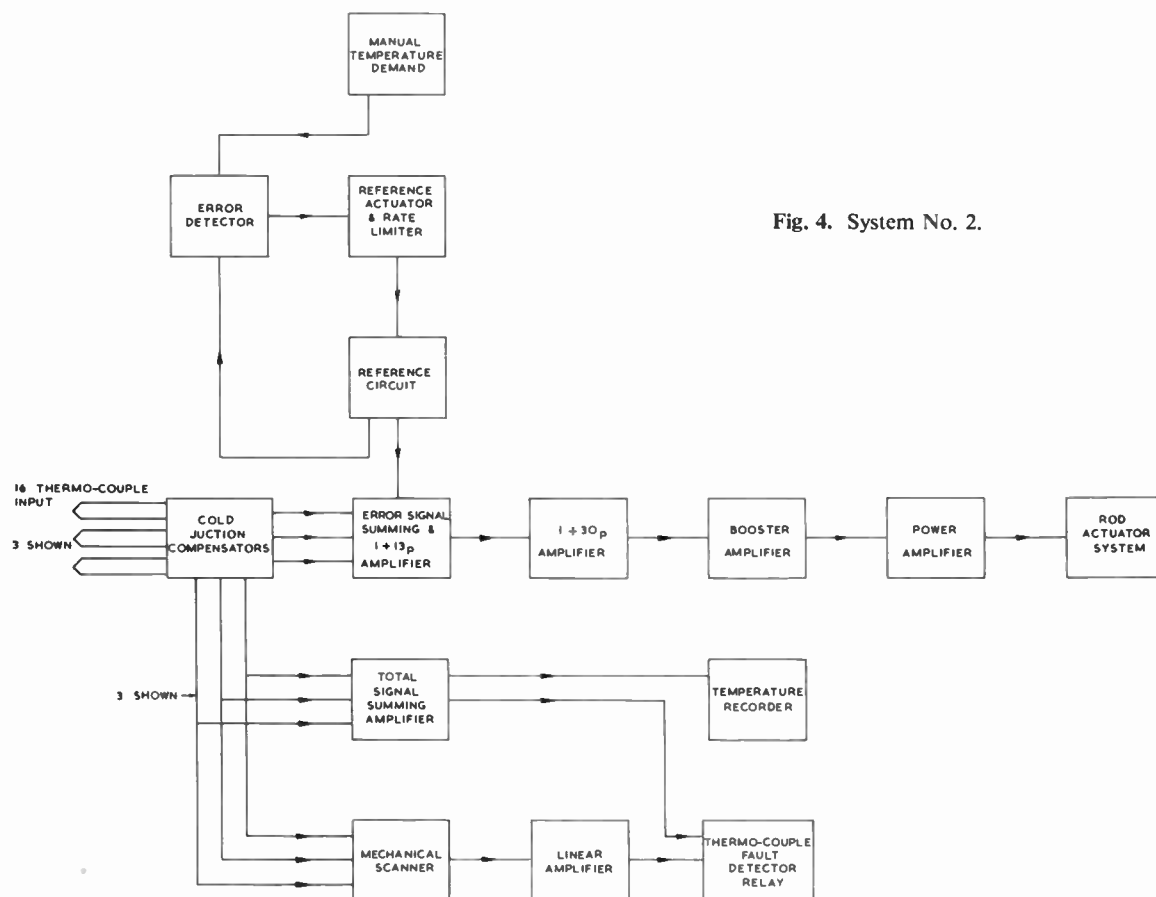 MANUAL
TEMPERATURE
DEMAND
ERROR
DETECTOR
REFERENCE
ACTUATOR
& RATE
LIMITER
Fig. 4. System No. 2.
REFERENCE
CIRCUIT
16 THERMO-COUPLE
INPUT
3 SHOWN
COLD
JUCTION
COMPENSATORS
ERROR SIGNAL
SUMMING &
1+13p
AMPLIFIER
1+30p
AMPLIFIER
BOOSTER
AMPLIFIER
POWER
AMPLIFIER
ROD
ACTUATOR
SYSTEM
3 SHOWN
TOTAL
SIGNAL
SUMMING
AMPLIFIER
TEMPERATURE
RECORDER
MECHANICAL
SCANNER
LINEAR
AMPLIFIER
THERMO-COUPLE
FAULT
DETECTOR
RELAY